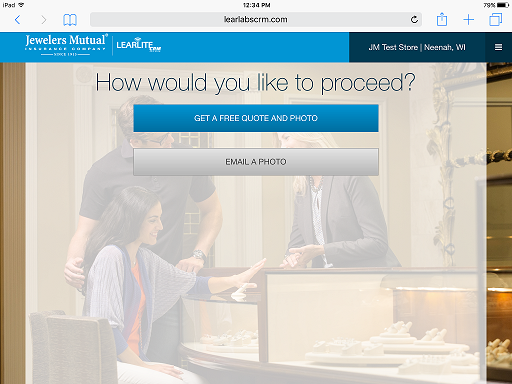 iPad 12:34 PM 79%
learlabscrm.com
Jewelers Mutual®
INSURANCE COMPANY
SINCE 1913
LEARLITE CRM
JM Test Store | Neenah, WI
How would you like to proceed?
GET A FREE QUOTE AND PHOTO
EMAIL A PHOTO